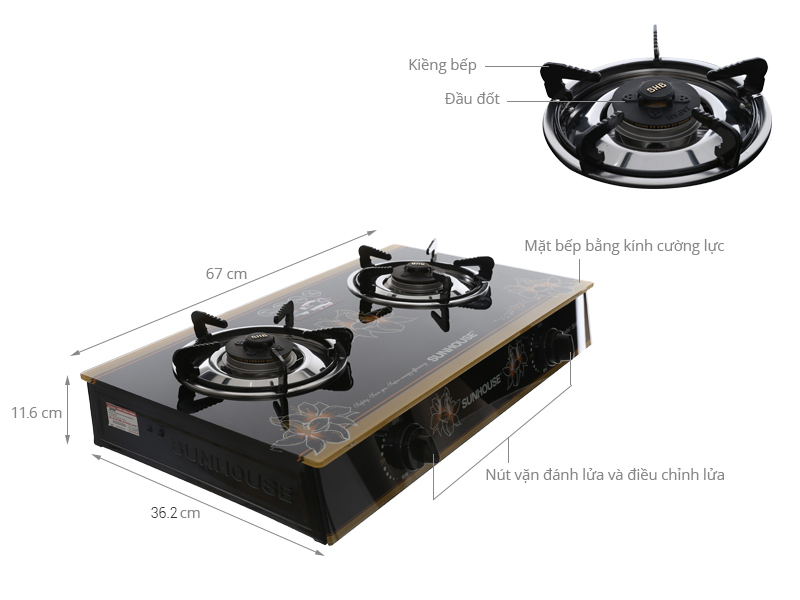 Kiềng bếp
SHB
Đầu đốt
Mặt bếp bằng kính cường lực
67 cm
SHB
SHB
SUNHOUSE
SUNHOUSE
11.6 cm
SUNHOUSE
Nút vặn đánh lửa và điều chỉnh lửa
36.2 cm